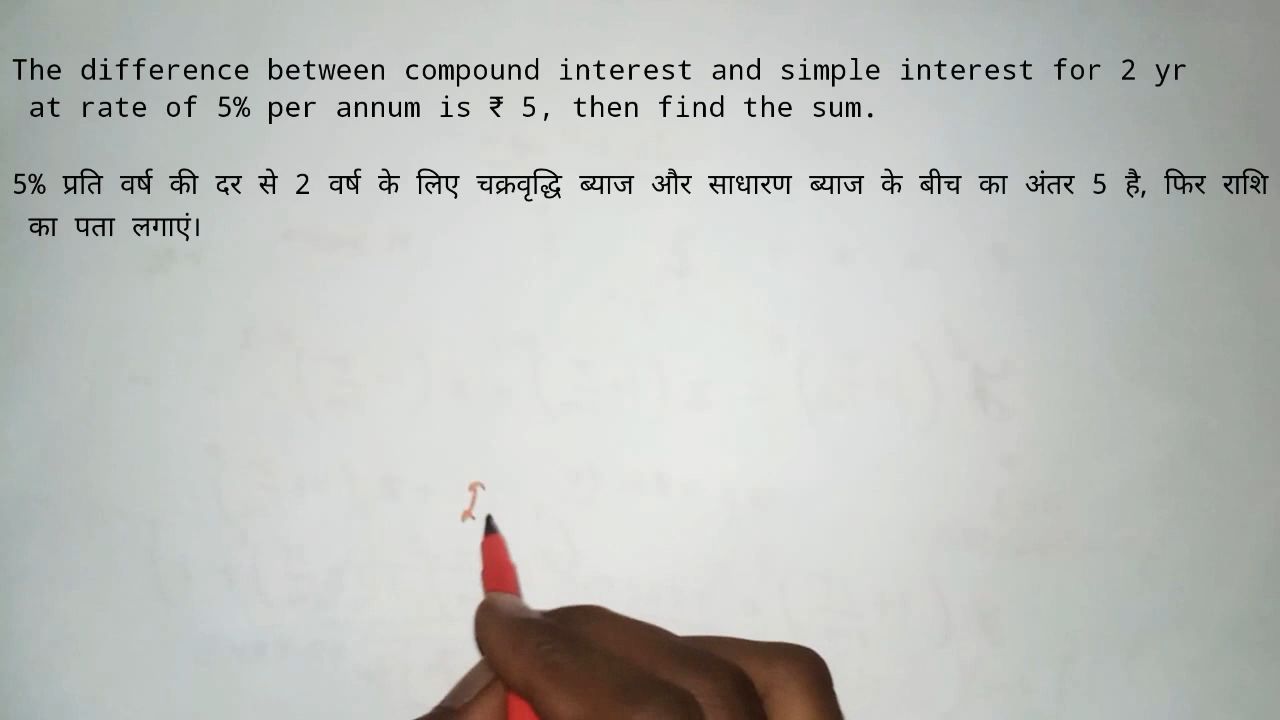 The difference between compound interest and simple interest for 2 yr
at rate of 5% per annum is ₹ 5, then find the sum.
5% प्रति वर्ष की दर से 2 वर्ष के लिए चक्रवृद्धि ब्याज और साधारण ब्याज के बीच का अंतर 5 है, फिर राशि
का पता लगाएं।